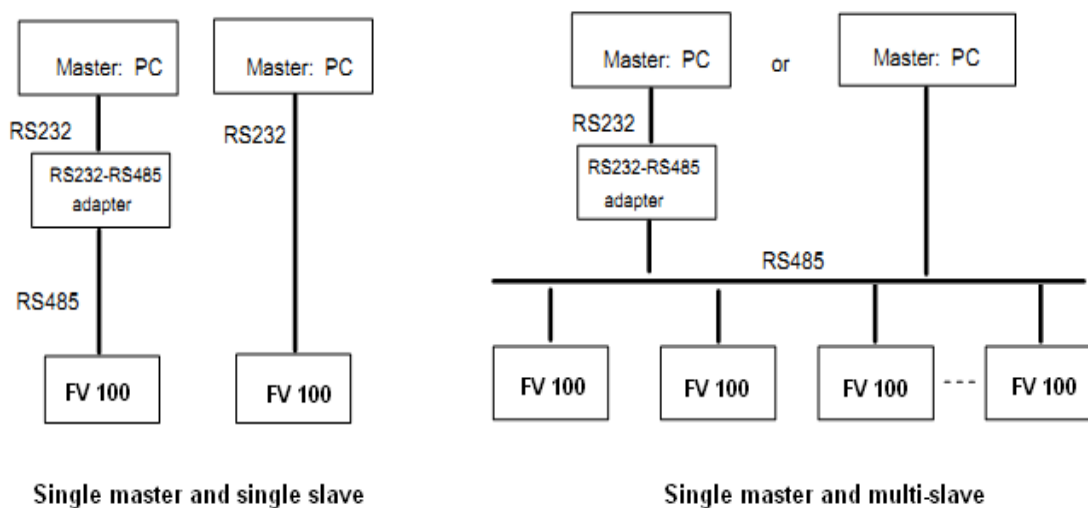 Master: PC
Master: PC
RS232
RS232
RS232-RS485
adapter
RS485
FV 100
FV 100
Single master and single slave
Master: PC
or
Master: PC
RS232
RS232-RS485
adapter
RS485
FV 100
FV 100
FV 100
---
FV 100
Single master and multi-slave